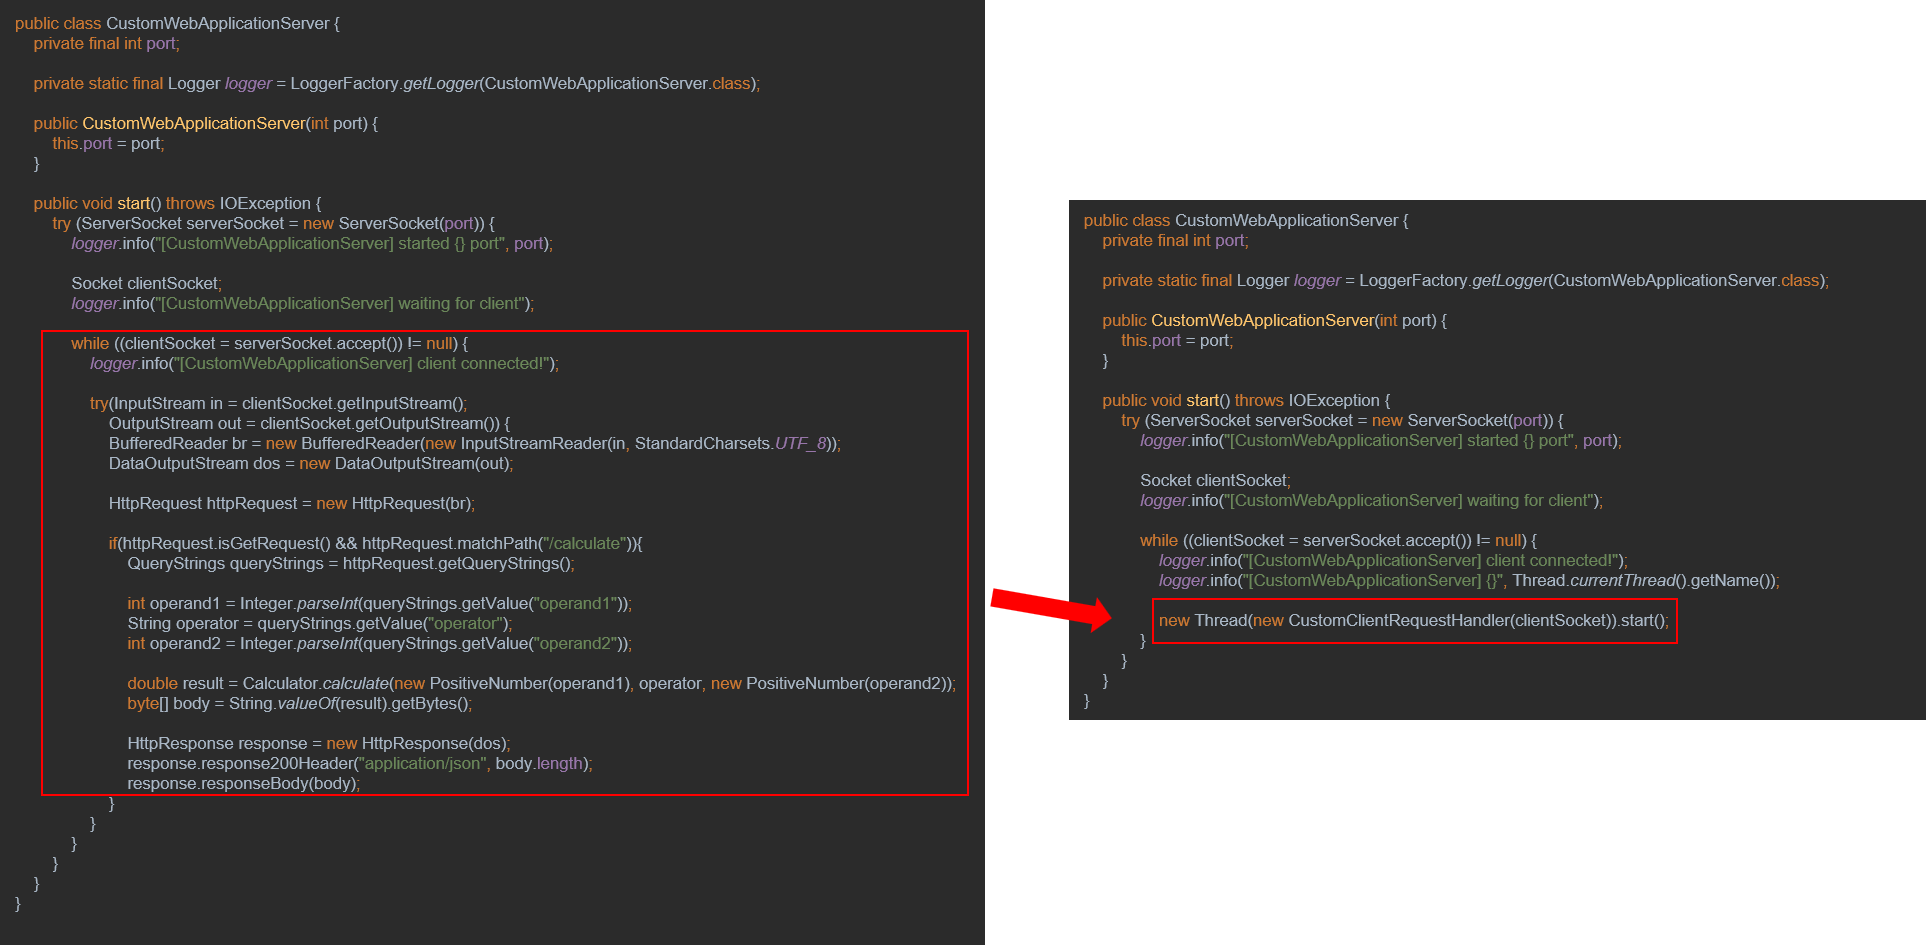 public class CustomWebApplicationServer {
private final int port;
private static final Logger logger = LoggerFactory.getLogger(CustomWebApplicationServer.class);
public CustomWebApplicationServer(int port) {
this.port = port;
}
public void start() throws IOException {
try (ServerSocket serverSocket = new ServerSocket(port)) {
logger.info("[CustomWebApplicationServer] started {} port", port);
Socket clientSocket;
logger.info("[CustomWebApplicationServer] waiting for client");
while ((clientSocket = serverSocket.accept()) != null) {
logger.info("[CustomWebApplicationServer] client connected!");
try(InputStream in = clientSocket.getInputStream();
OutputStream out = clientSocket.getOutputStream()) {
BufferedReader br = new BufferedReader(new InputStreamReader(in, StandardCharsets.UTF_8));
DataOutputStream dos = new DataOutputStream(out);
HttpRequest httpRequest = new HttpRequest(br);
if(httpRequest.isGetRequest() && httpRequest.matchPath("/calculate")){
QueryStrings queryStrings = httpRequest.getQueryStrings();
int operand1 = Integer.parseInt(queryStrings.getValue("operand1"));
String operator = queryStrings.getValue("operator");
int operand2 = Integer.parseInt(queryStrings.getValue("operand2"));
double result = Calculator.calculate(new PositiveNumber(operand1), operator, new PositiveNumber(operand2));
byte[] body = String.valueOf(result).getBytes();
HttpResponse response = new HttpResponse(dos);
response.response200Header("application/json", body.length);
response.responseBody(body);
}
}
}
}
}
}
public class CustomWebApplicationServer {
private final int port;
private static final Logger logger = LoggerFactory.getLogger(CustomWebApplicationServer.class);
public CustomWebApplicationServer(int port) {
this.port = port;
}
public void start() throws IOException {
try (ServerSocket serverSocket = new ServerSocket(port)) {
logger.info("[CustomWebApplicationServer] started {} port", port);
Socket clientSocket;
logger.info("[CustomWebApplicationServer] waiting for client");
while ((clientSocket = serverSocket.accept()) != null) {
logger.info("[CustomWebApplicationServer] client connected!");
logger.info("[CustomWebApplicationServer] {}", Thread.currentThread().getName());
new Thread(new CustomClientRequestHandler(clientSocket)).start();
}
}
}
}